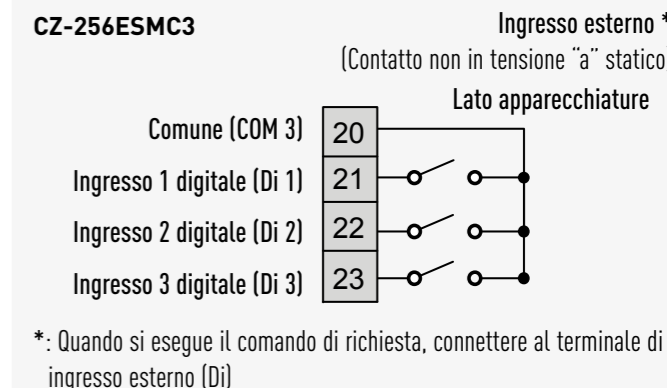 CZ-256ESMC3
Ingresso esterno *
(Contatto non in tensione "a" statico
Lato apparecchiature
Comune (COM 3) 20
Ingresso 1 digitale (Di 1) 21
Ingresso 2 digitale (Di 2) 22
Ingresso 3 digitale (Di 3) 23
*: Quando si esegue il comando di richiesta, connettere al terminale di
ingresso esterno (Di)